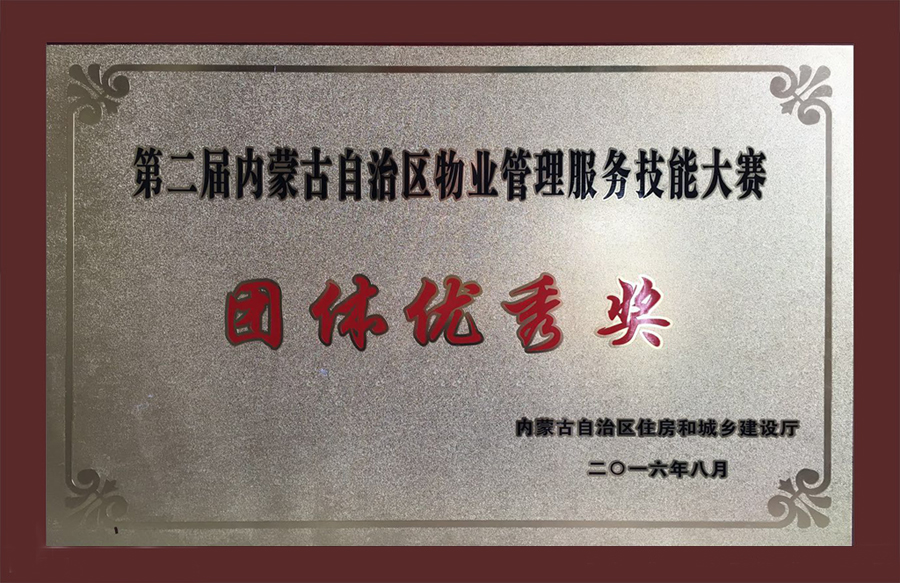 第二届内蒙古自治区物业管理服务技能大赛
团体优秀奖
内蒙古自治区住房和城乡建设厅
二〇一六年八月